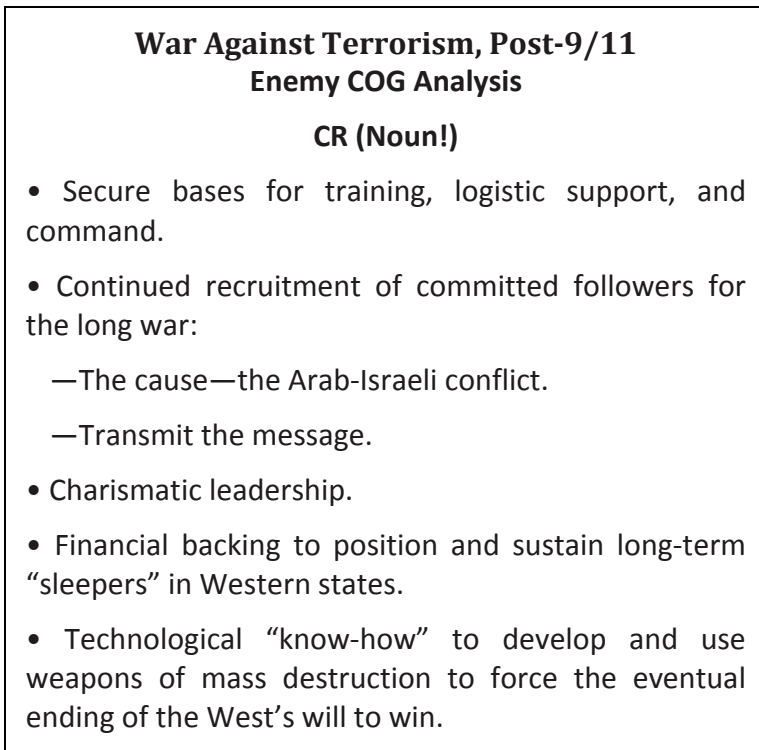 War Against Terrorism, Post-9/11
Enemy COG Analysis
CR (Noun!)
• Secure bases for training, logistic support, and
command.
• Continued recruitment of committed followers for
the long war:
—The cause—the Arab-Israeli conflict.
—Transmit the message.
• Charismatic leadership.
• Financial backing to position and sustain long-term
“sleepers” in Western states.
• Technological “know-how” to develop and use
weapons of mass destruction to force the eventual
ending of the West’s will to win.